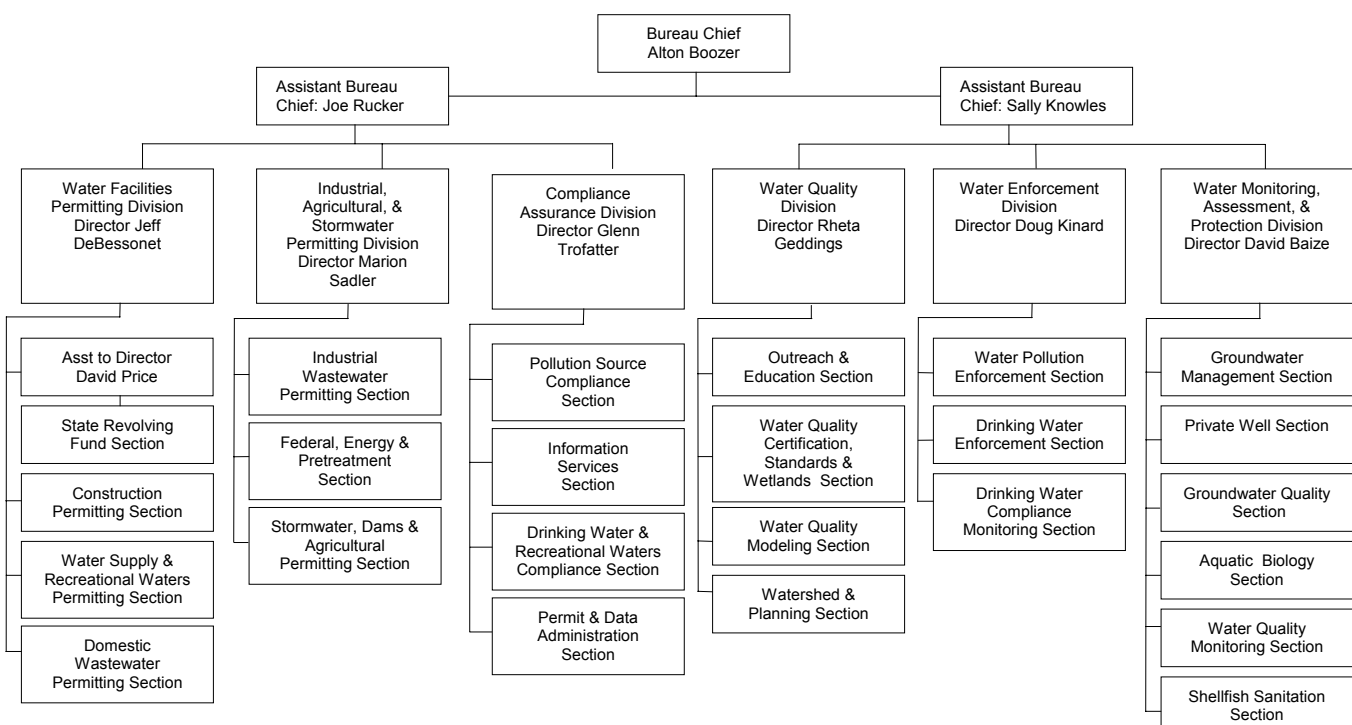 Bureau Chief
Alton Boozer
Assistant Bureau
Chief: Joe Rucker
Assistant Bureau
Chief: Sally Knowles
Water Facilities
Permitting Division
Director Jeff
DeBessonet
Industrial,
Agricultural, &
Stormwater
Permitting Division
Director Marion
Sadler
Compliance
Assurance Division
Director Glenn
Trofatter
Water Quality
Division
Director Rheta
Geddings
Water Enforcement
Division
Director Doug Kinard
Water Monitoring,
Assessment, &
Protection Division
Director David Baize
Asst to Director
David Price
State Revolving
Fund Section
Construction
Permitting Section
Water Supply &
Recreational Waters
Permitting Section
Domestic
Wastewater
Permitting Section
Industrial
Wastewater
Permitting Section
Federal, Energy &
Pretreatment
Section
Stormwater, Dams &
Agricultural
Permitting Section
Pollution Source
Compliance
Section
Information
Services
Section
Drinking Water &
Recreational Waters
Compliance Section
Permit & Data
Administration
Section
Outreach &
Education Section
Water Quality
Certification,
Standards &
Wetlands Section
Water Quality
Modeling Section
Watershed &
Planning Section
Water Pollution
Enforcement Section
Drinking Water
Enforcement Section
Drinking Water
Compliance
Monitoring Section
Groundwater
Management Section
Private Well Section
Groundwater Quality
Section
Aquatic Biology
Section
Water Quality
Monitoring Section
Shellfish Sanitation
Section